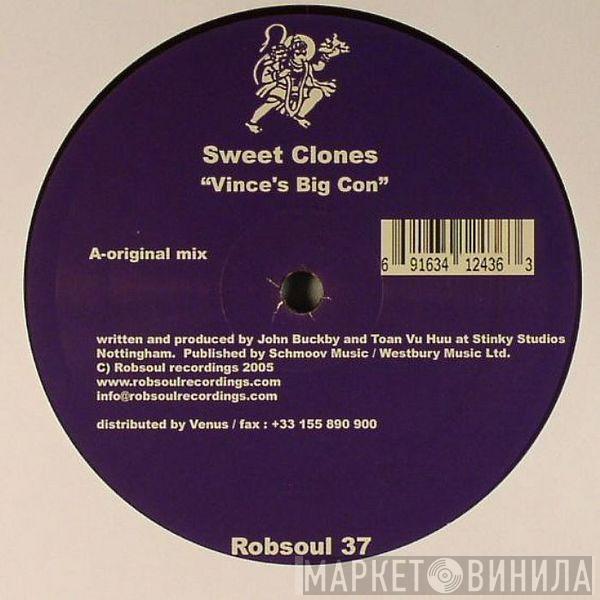 Sweet Clones
“Vince's Big Con”
A-original mix
6 91634 12436 3
written and produced by John Buckby and Toan Vu Huu at Stinky Studios
Nottingham. Published by Schmoov Music / Westbury Music Ltd.
C) Robsoul recordings 2005
www.robsoulrecordings.com
info@robsoulrecordings.com
distributed by Venus / fax : +33 155 890 900
Robsoul 37
МАРКЕТ ВИНИЛА